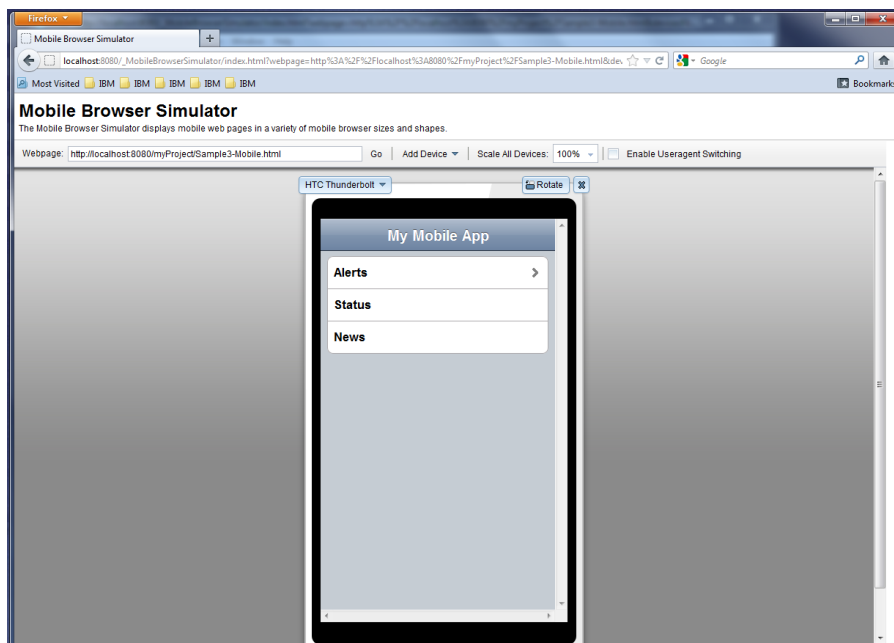 Firefox
Mobile Browser Simulator
localhost:8080/_MobileBrowserSimulator/index.html?webpage=http%3A%2F%2Flocalhost%3A8080%2FmyProject%2FSample3-Mobile.html&dev
Google
Most Visited IBM IBM IBM IBM IBM
Bookmarks
Mobile Browser Simulator
The Mobile Browser Simulator displays mobile web pages in a variety of mobile browser sizes and shapes.
Webpage: http://localhost:8080/myProject/Sample3-Mobile.html Go Add Device Scale All Devices: 100% Enable Useragent Switching
HTC Thunderbolt Rotate
My Mobile App
Alerts
Status
News